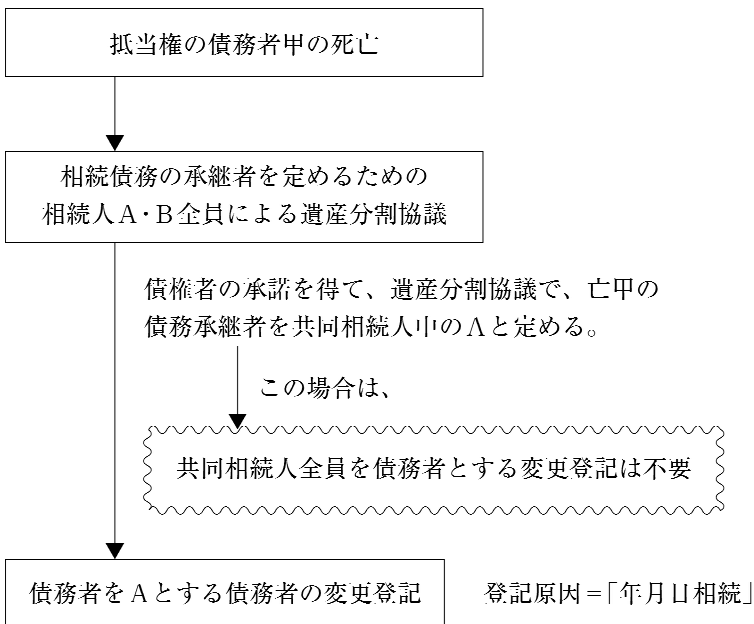 抵当権の債務者甲の死亡
相続債務の承継者を定めるための
相続人A・B全員による遺産分割協議
債権者の承諾を得て、遺産分割協議で、亡甲の
債務承継者を共同相続人中のAと定める。
この場合は、
共同相続人全員を債務者とする変更登記は不要
債務者をAとする債務者の変更登記
登記原因＝「年月日相続」